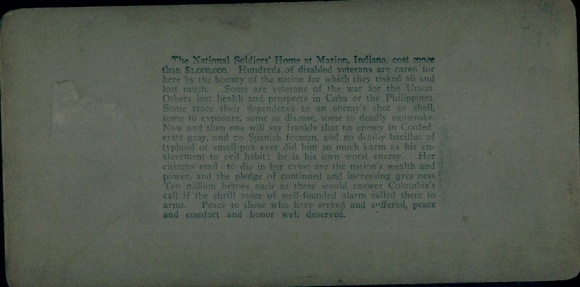 The National Soldiers' Home at Marion, Indiana, cost more
than $1,000,000. Hundreds of disabled veterans are cared for
here by the bounty of the nation for which they risked all and
lost much. Some are veterans of the war for the Union.
Others lost health and prospects in Cuba or the Philippines.
Some trace their dependence to an enemy's shot or shell,
some to exposure, some to disease, some to deadly sunstroke.
Now and then one will say frankly that no enemy in Confed-
erate gray, and no Spanish foeman, and no deadly bacillus of
typhoid or small-pox ever did him so much harm as his en-
slavement to evil habit; he is his own worst enemy. Her
citizens ready to die in her cause are the nation's wealth and
power, and the pledge of continued and increasing greatness.
Ten million heroes such as these would answer Columbia's
call if the shrill voice of well-founded alarm called them to
arms. Peace to these who have served and suffered, peace
and comfort and honor well deserved.